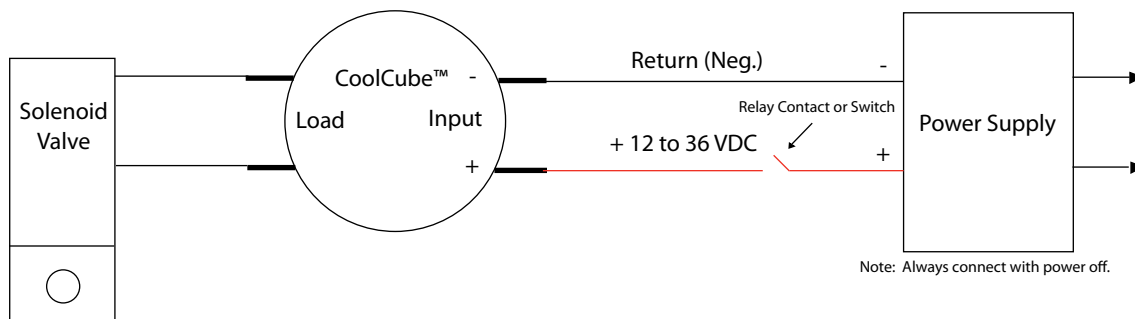 Solenoid
Valve
CoolCube™ -
Load Input
+
Return (Neg.)
-
Relay Contact or Switch
+ 12 to 36 VDC
+
Power Supply
Note: Always connect with power off.